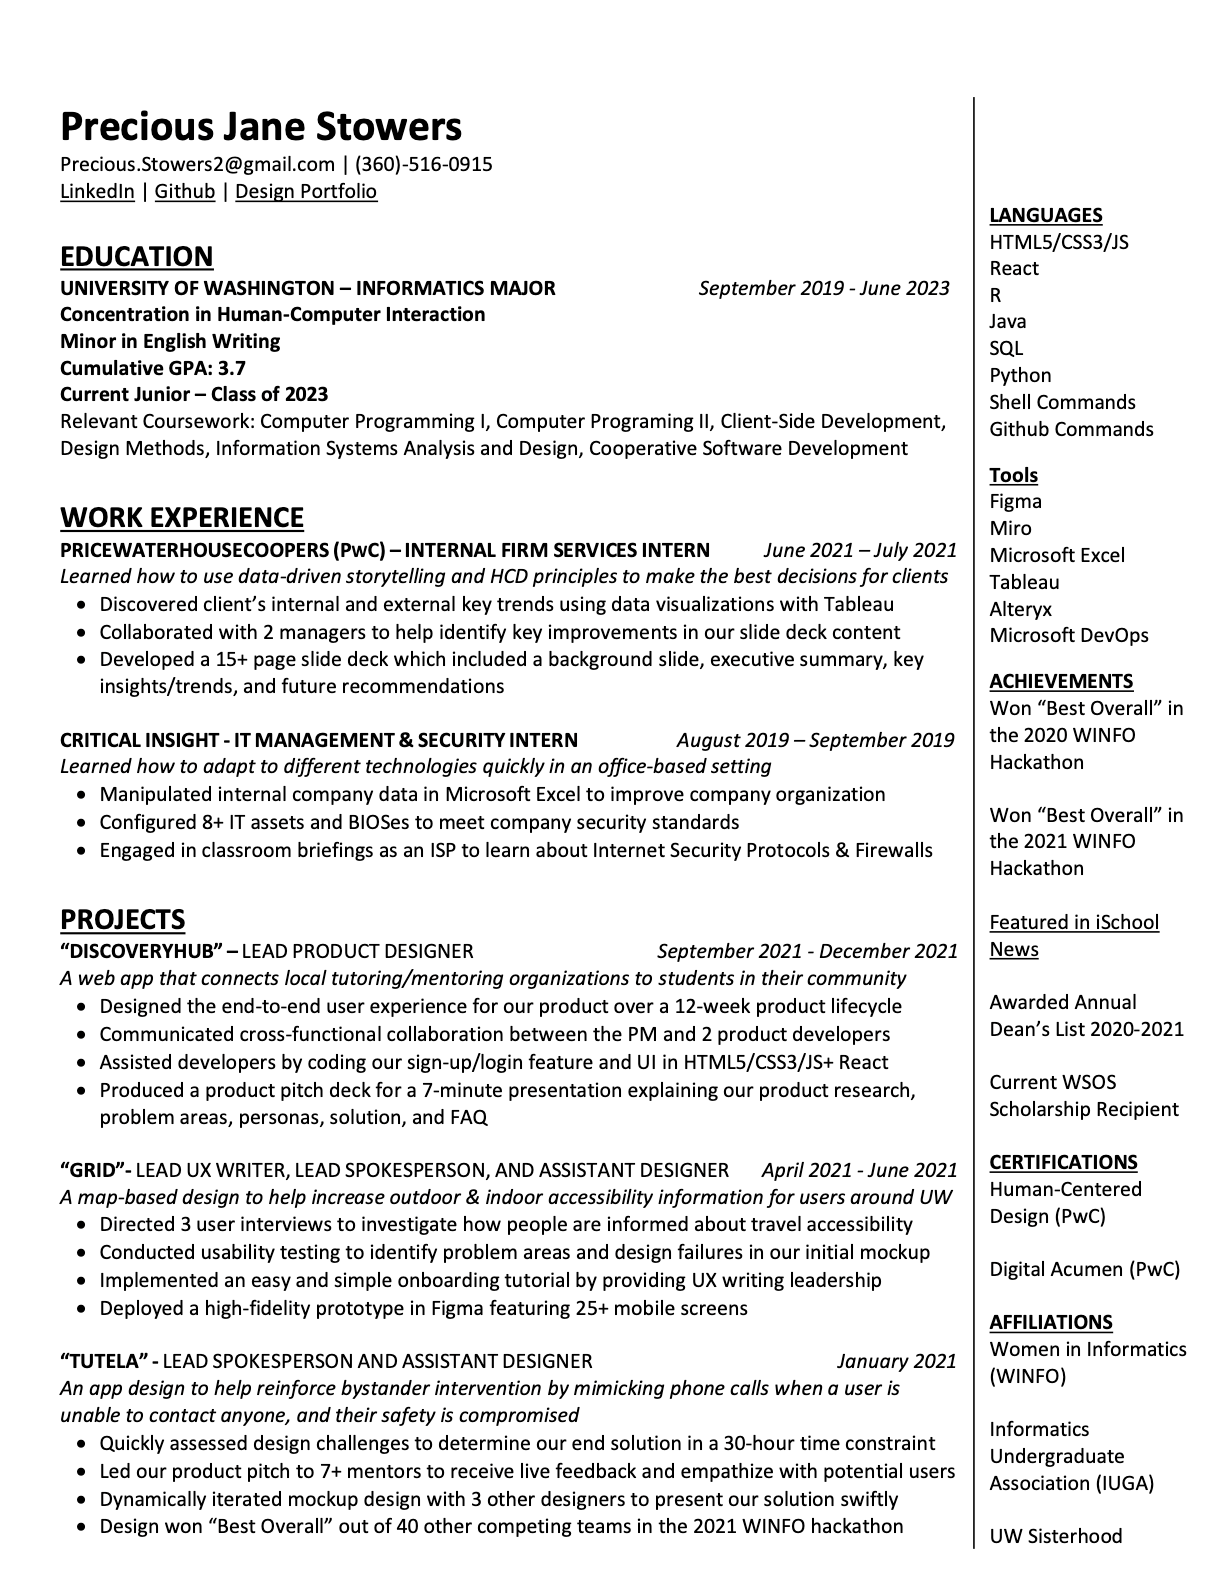 Precious Jane Stowers
Precious.Stowers2@gmail.com | (360)-516-0915
LinkedIn | Github | Design Portfolio
EDUCATION
UNIVERSITY OF WASHINGTON – INFORMATICS MAJOR September 2019 - June 2023
Concentration in Human-Computer Interaction
Minor in English Writing
Cumulative GPA: 3.7
Current Junior – Class of 2023
Relevant Coursework: Computer Programming I, Computer Programing II, Client-Side Development,
Design Methods, Information Systems Analysis and Design, Cooperative Software Development
WORK EXPERIENCE
PRICEWATERHOUSECOOPERS (PwC) – INTERNAL FIRM SERVICES INTERN June 2021 – July 2021
Learned how to use data-driven storytelling and HCD principles to make the best decisions for clients
• Discovered client’s internal and external key trends using data visualizations with Tableau
• Collaborated with 2 managers to help identify key improvements in our slide deck content
• Developed a 15+ page slide deck which included a background slide, executive summary, key
insights/trends, and future recommendations
CRITICAL INSIGHT - IT MANAGEMENT & SECURITY INTERN August 2019 – September 2019
Learned how to adapt to different technologies quickly in an office-based setting
• Manipulated internal company data in Microsoft Excel to improve company organization
• Configured 8+ IT assets and BIOSes to meet company security standards
• Engaged in classroom briefings as an ISP to learn about Internet Security Protocols & Firewalls
PROJECTS
“DISCOVERYHUB” – LEAD PRODUCT DESIGNER September 2021 - December 2021
A web app that connects local tutoring/mentoring organizations to students in their community
• Designed the end-to-end user experience for our product over a 12-week product lifecycle
• Communicated cross-functional collaboration between the PM and 2 product developers
• Assisted developers by coding our sign-up/login feature and UI in HTML5/CSS3/JS+ React
• Produced a product pitch deck for a 7-minute presentation explaining our product research,
problem areas, personas, solution, and FAQ
“GRID”- LEAD UX WRITER, LEAD SPOKESPERSON, AND ASSISTANT DESIGNER April 2021 - June 2021
A map-based design to help increase outdoor & indoor accessibility information for users around UW
• Directed 3 user interviews to investigate how people are informed about travel accessibility
• Conducted usability testing to identify problem areas and design failures in our initial mockup
• Implemented an easy and simple onboarding tutorial by providing UX writing leadership
• Deployed a high-fidelity prototype in Figma featuring 25+ mobile screens
“TUTELA” - LEAD SPOKESPERSON AND ASSISTANT DESIGNER January 2021
An app design to help reinforce bystander intervention by mimicking phone calls when a user is
unable to contact anyone, and their safety is compromised
• Quickly assessed design challenges to determine our end solution in a 30-hour time constraint
• Led our product pitch to 7+ mentors to receive live feedback and empathize with potential users
• Dynamically iterated mockup design with 3 other designers to present our solution swiftly
• Design won “Best Overall” out of 40 other competing teams in the 2021 WINFO hackathon
LANGUAGES
HTML5/CSS3/JS
React
R
Java
SQL
Python
Shell Commands
Github Commands
Tools
Figma
Miro
Microsoft Excel
Tableau
Alteryx
Microsoft DevOps
ACHIEVEMENTS
Won “Best Overall” in
the 2020 WINFO
Hackathon
Won “Best Overall” in
the 2021 WINFO
Hackathon
Featured in iSchool
News
Awarded Annual
Dean’s List 2020-2021
Current WSOS
Scholarship Recipient
CERTIFICATIONS
Human-Centered
Design (PwC)
Digital Acumen (PwC)
AFFILIATIONS
Women in Informatics
(WINFO)
Informatics
Undergraduate
Association (IUGA)
UW Sisterhood